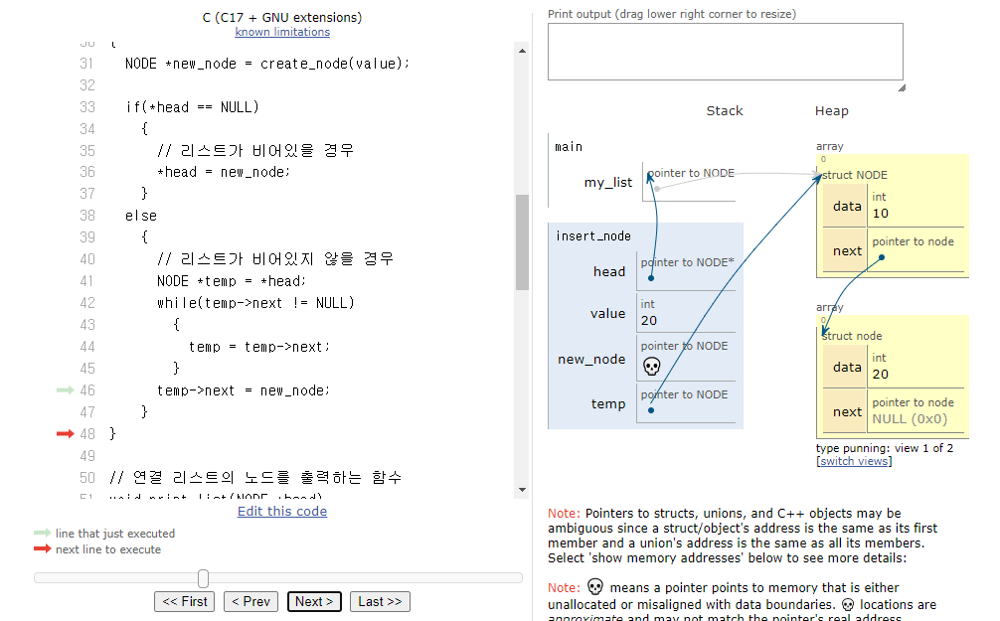 C (C17 + GNU extensions)
known limitations
30 {
31 NODE *new_node = create_node(value);
32
33 if(*head == NULL)
34 {
35 // 리스트가 비어있을 경우
36 *head = new_node;
37 }
38 else
39 {
40 // 리스트가 비어있지 않을 경우
41 NODE *temp = *head;
42 while(temp->next != NULL)
43 {
44 temp = temp->next;
45 }
46 temp->next = new_node;
47 }
48 }
49
50 // 연결 리스트의 노드를 출력하는 함수
51 void print_list(NODE *head)
Edit this code
line that just executed
next line to execute
<< First
< Prev
Next >
Last >>
Print output (drag lower right corner to resize)
Stack
Heap
main
my_list
pointer to NODE
insert_node
head
pointer to NODE*
value
int
20
new_node
pointer to NODE
temp
pointer to NODE
array
0
struct NODE
data
int
10
next
pointer to node
array
0
struct node
data
int
20
next
pointer to node
NULL (0x0)
type punning: view 1 of 2
[switch views]
Note: Pointers to structs, unions, and C++ objects may be
ambiguous since a struct/object's address is the same as its first
member and a union's address is the same as all its members.
Select 'show memory addresses' below to see more details:
Note: means a pointer points to memory that is either
unallocated or misaligned with data boundaries. locations are
approximate and may not match the pointer's real address.